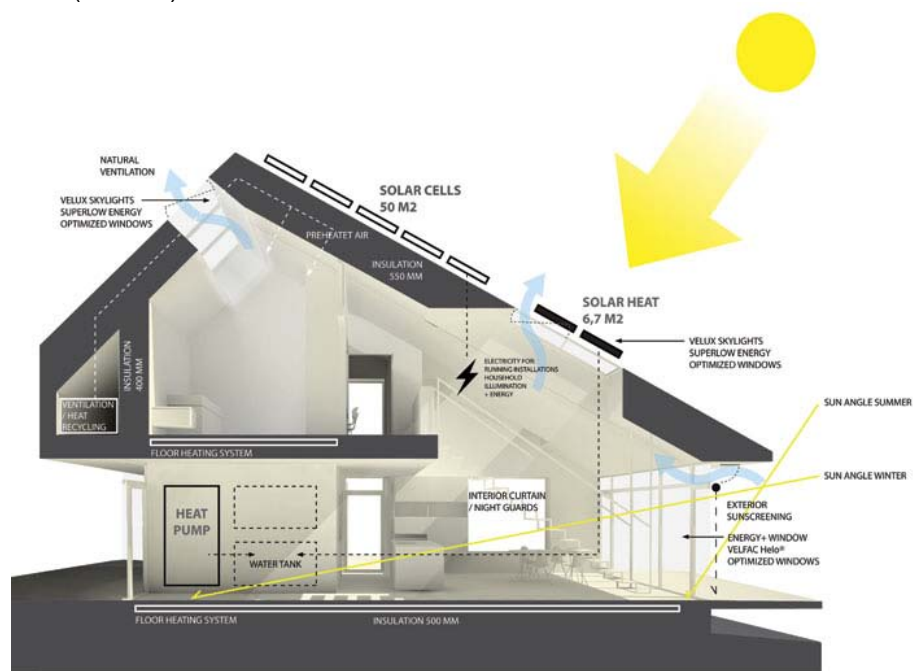 NATURAL
VENTILATION
VELUX SKYLIGHTS
SUPERLOW ENERGY
OPTIMIZED WINDOWS
SOLAR CELLS
50 M2
PREHEATET AIR
INSULATION
550 MM
SOLAR HEAT
6,7 M2
VELUX SKYLIGHTS
SUPERLOW ENERGY
OPTIMIZED WINDOWS
ELECTRICITY FOR
RUNNING INSTALLATIONS
HOUSEHOLD
ILLUMINATION
+ ENERGY
INSULATION
400 MM
VENTILATION
/ HEAT
RECYCLING
SUN ANGLE SUMMER
FLOOR HEATING SYSTEM
SUN ANGLE WINTER
HEAT
PUMP
INTERIOR CURTAIN
/ NIGHT GUARDS
EXTERIOR
SUNSCREENING
ENERGY+ WINDOW
VELFAC Helo®
OPTIMIZED WINDOWS
WATER TANK
FLOOR HEATING SYSTEM
INSULATION 500 MM